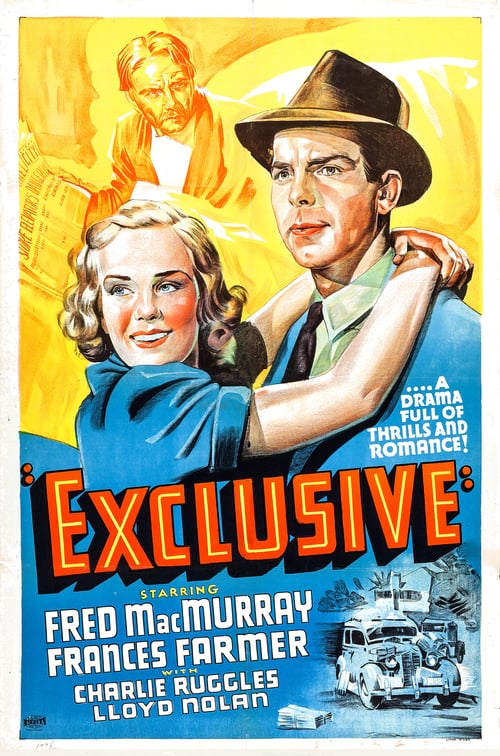 ....A
DRAMA
FULL OF
THRILLS AND
ROMANCE!
"EXCLUSIVE"
STARRING
FRED MacMURRAY
FRANCES FARMER
WITH
CHARLIE RUGGLES
LLOYD NOLAN